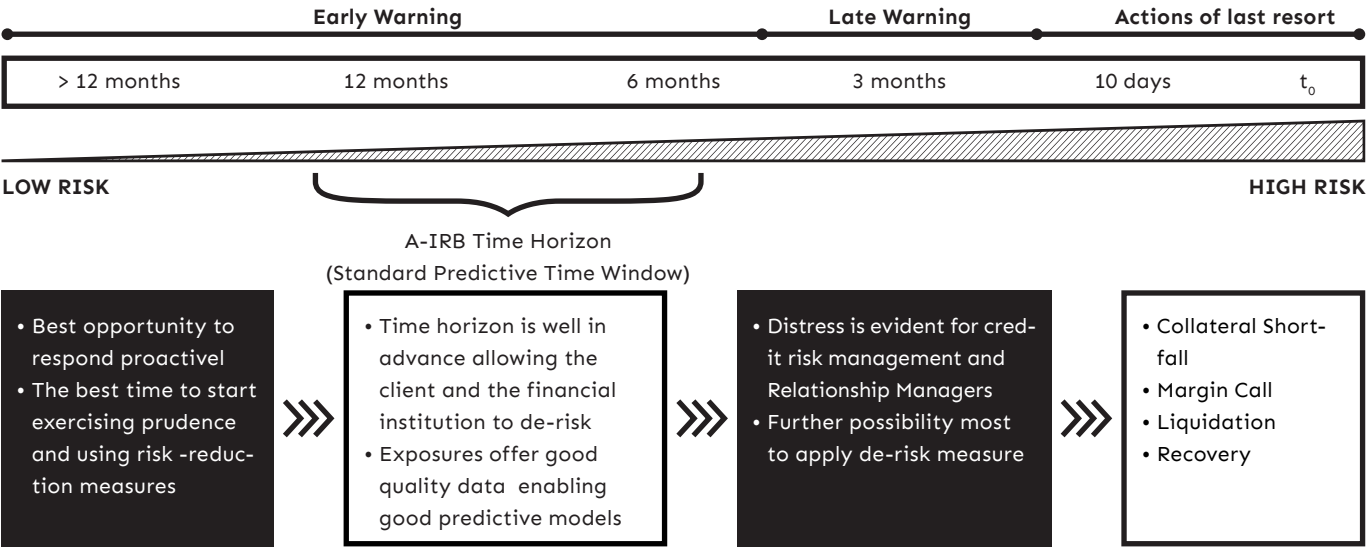 Early Warning Late Warning Actions of last resort
> 12 months 12 months 6 months 3 months 10 days t₀
LOW RISK HIGH RISK
A-IRB Time Horizon
(Standard Predictive Time Window)
• Best opportunity to
respond proactivel
• The best time to start
exercising prudence
and using risk -reduc-
tion measures
• Time horizon is well in
advance allowing the
client and the financial
institution to de-risk
• Exposures offer good
quality data enabling
good predictive models
• Distress is evident for cred-
it risk management and
Relationship Managers
• Further possibility most
to apply de-risk measure
• Collateral Short-
fall
• Margin Call
• Liquidation
• Recovery